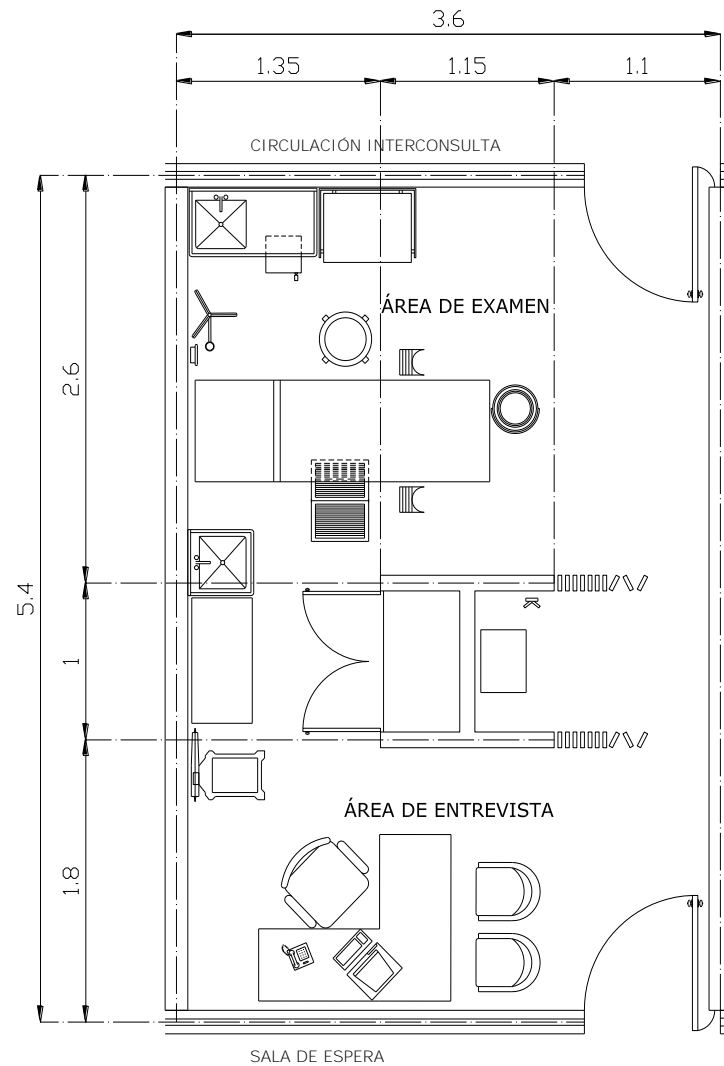 3.6
1.35 1.15 1.1
CIRCULACIÓN INTERCONSULTA
ÁREA DE EXAMEN
2.6
5.4
1
ÁREA DE ENTREVISTA
1.8
SALA DE ESPERA